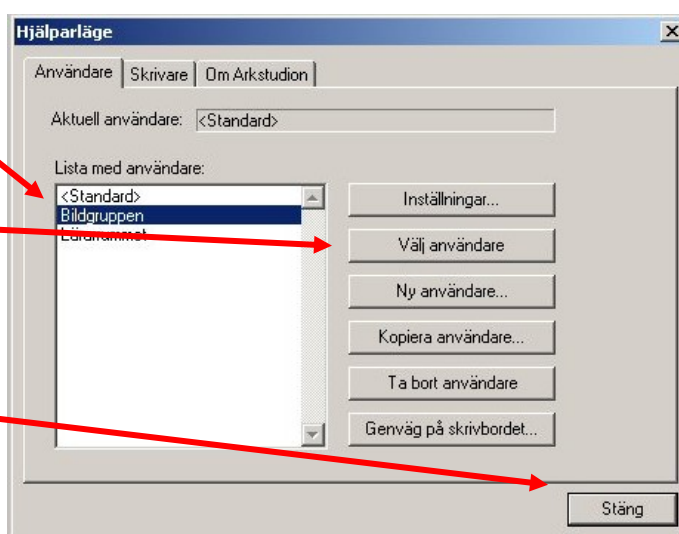 Hjälparläge
Användare
Skrivare
Om Arkstudion
Aktuell användare: <Standard>
Lista med användare:
<Standard>
Bildgruppen
Inställningar...
Välj användare
Ny användare...
Kopiera användare...
Ta bort användare
Genväg på skrivbordet...
Stäng